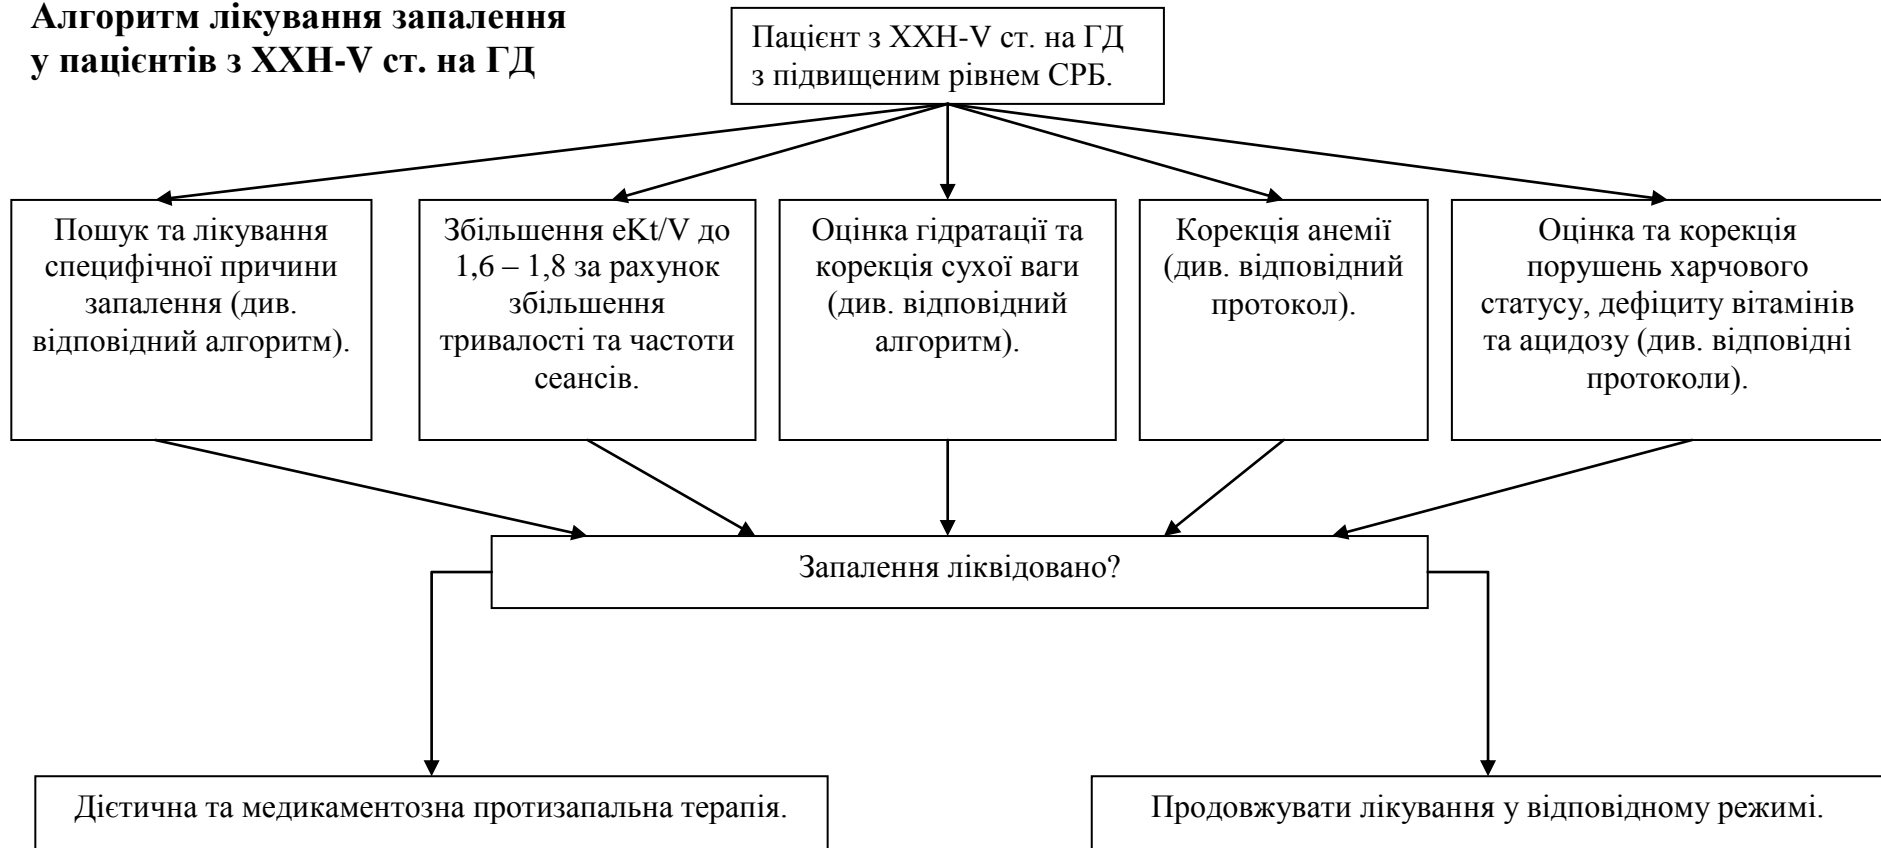 Алгоритм лікування запалення
у пацієнтів з ХХН-V ст. на ГД
Пацієнт з ХХН-V ст. на ГД
з підвищеним рівнем СРБ.
Пошук та лікування
специфічної причини
запалення (див.
відповідний алгоритм).
Збільшення eKt/V до
1,6 – 1,8 за рахунок
збільшення
тривалості та частоти
сеансів.
Оцінка гідратації та
корекція сухої ваги
(див. відповідний
алгоритм).
Корекція анемії
(див. відповідний
протокол).
Оцінка та корекція
порушень харчового
статусу, дефіциту вітамінів
та ацидозу (див. відповідні
протоколи).
Запалення ліквідовано?
Дієтична та медикаментозна протизапальна терапія.
Продовжувати лікування у відповідному режимі.